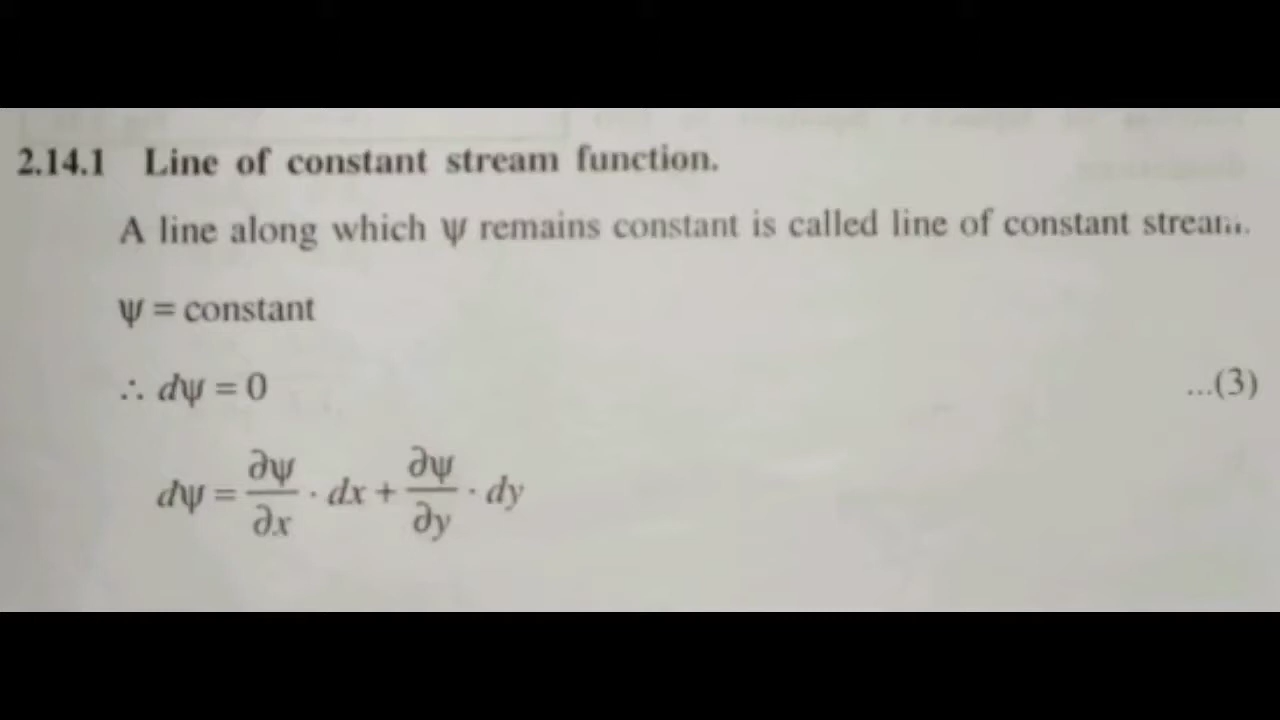 2.14.1 Line of constant stream function.
A line along which ψ remains constant is called line of constant stream.
ψ = constant
∴ dψ = 0 ...(3)
dψ = ∂ψ/∂x · dx + ∂ψ/∂y · dy